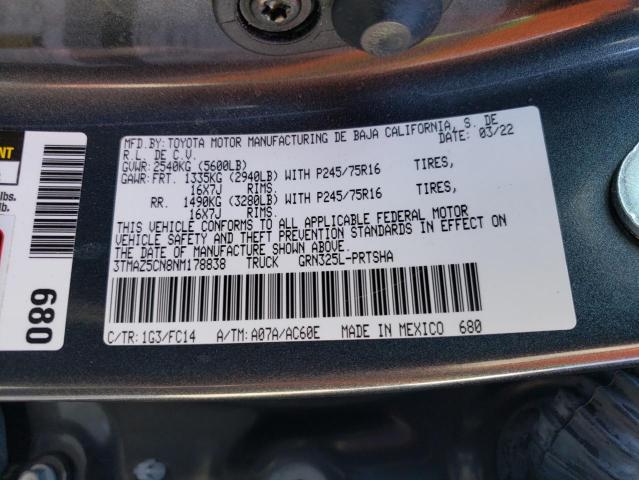 MFD.BY: TOYOTA MOTOR MANUFACTURING DE BAJA CALIFORNIA, S. DE
R.L. DE C.V. DATE: 03/22
GVWR: 2540KG (5600LB)
GAWR: FRT. 1335KG (2940LB) WITH P245/75R16 TIRES,
16X7J RIMS.
RR. 1490KG (3280LB) WITH P245/75R16 TIRES,
16X7J RIMS.
THIS VEHICLE CONFORMS TO ALL APPLICABLE FEDERAL MOTOR
VEHICLE SAFETY AND THEFT PREVENTION STANDARDS IN EFFECT ON
THE DATE OF MANUFACTURE SHOWN ABOVE.
3TMAZ5CN8NM178838 TRUCK GRN325L-PRTSHA
C/TR: 1G3/FC14 A/TM: A07A/AC60E MADE IN MEXICO 680
lbs.
lb.
089